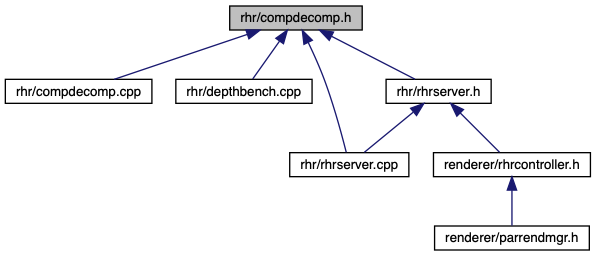 rhr/compdecomp.h
rhr/compdecomp.cpp
rhr/depthbench.cpp
rhr/rhrserver.h
rhr/rhrserver.cpp
renderer/rhrcontroller.h
renderer/parrendmgr.h